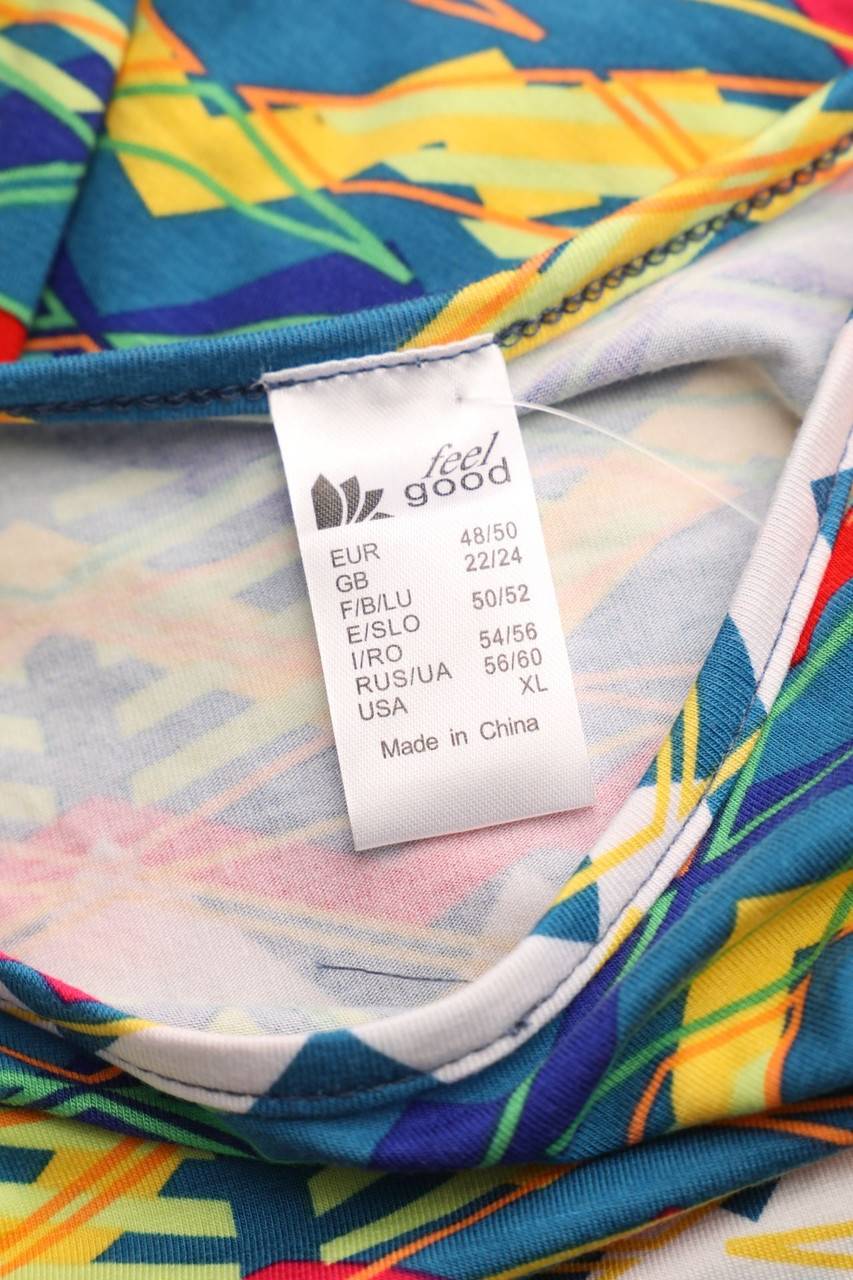 feel
good
EUR 48/50
GB 22/24
F/B/LU 50/52
E/SLO
I/RO 54/56
RUS/UA 56/60
USA XL
Made in China